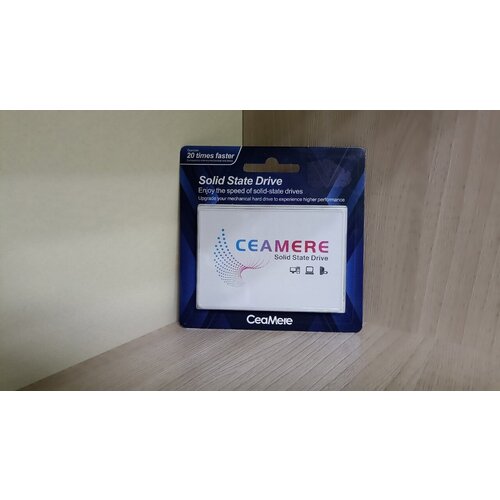 20 times faster
Solid State Drive
Enjoy the speed of solid-state drives
Upgrade your mechanical hard drive to experience higher performance
CEAMERE
Solid State Drive
CeaMere